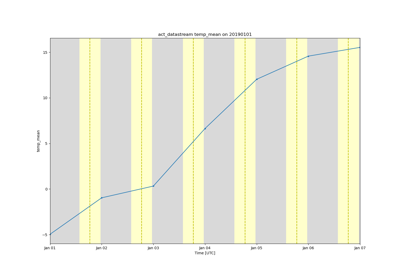 act_datastream temp_mean on 20190101
15
10
5
0
−5
temp_mean
Jan 01 Jan 02 Jan 03 Jan 04 Jan 05 Jan 06 Jan 07
Time [UTC]